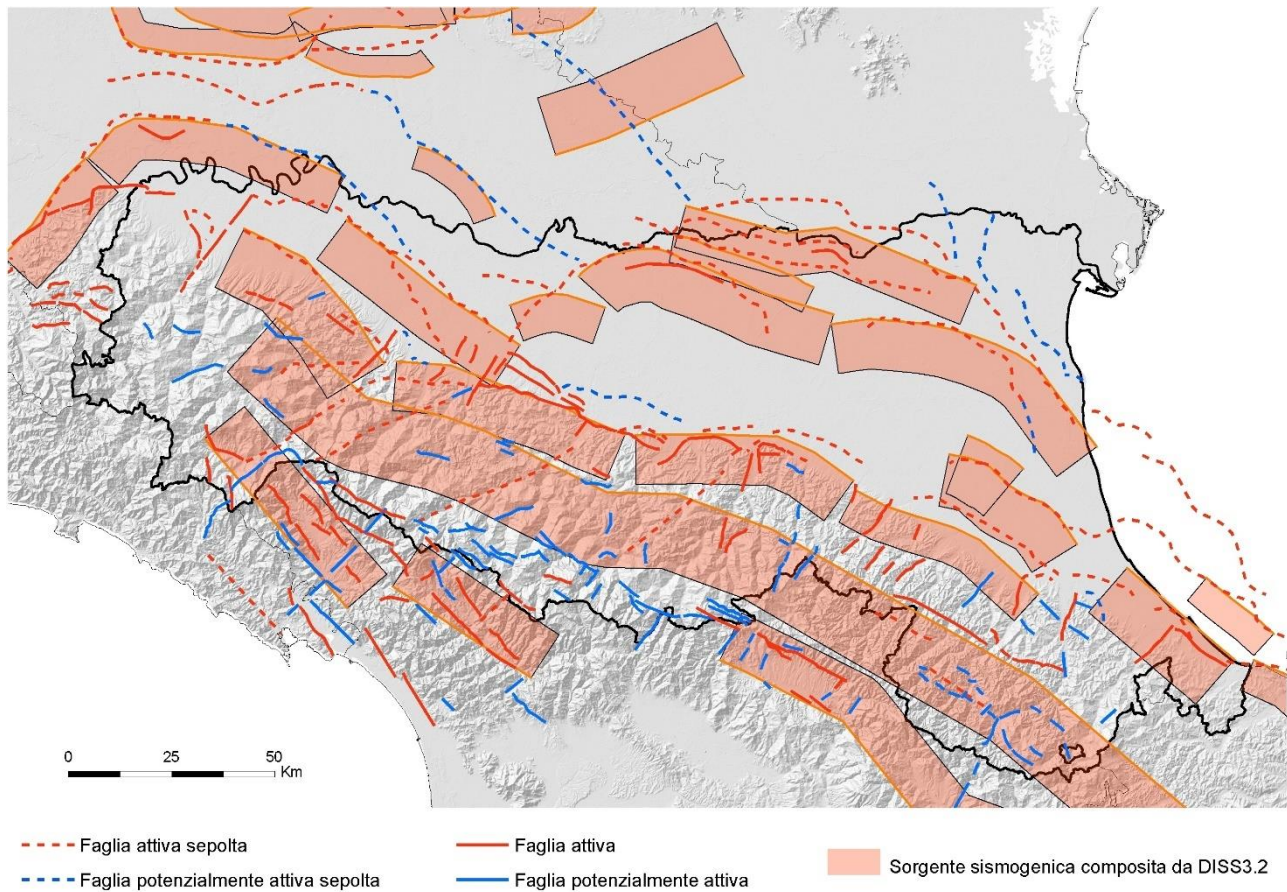 0 25 50
Km
Faglia attiva sepolta
Faglia attiva
Faglia potenzialmente attiva sepolta
Faglia potenzialmente attiva
Sorgente sismogenica composita da DISS3.2